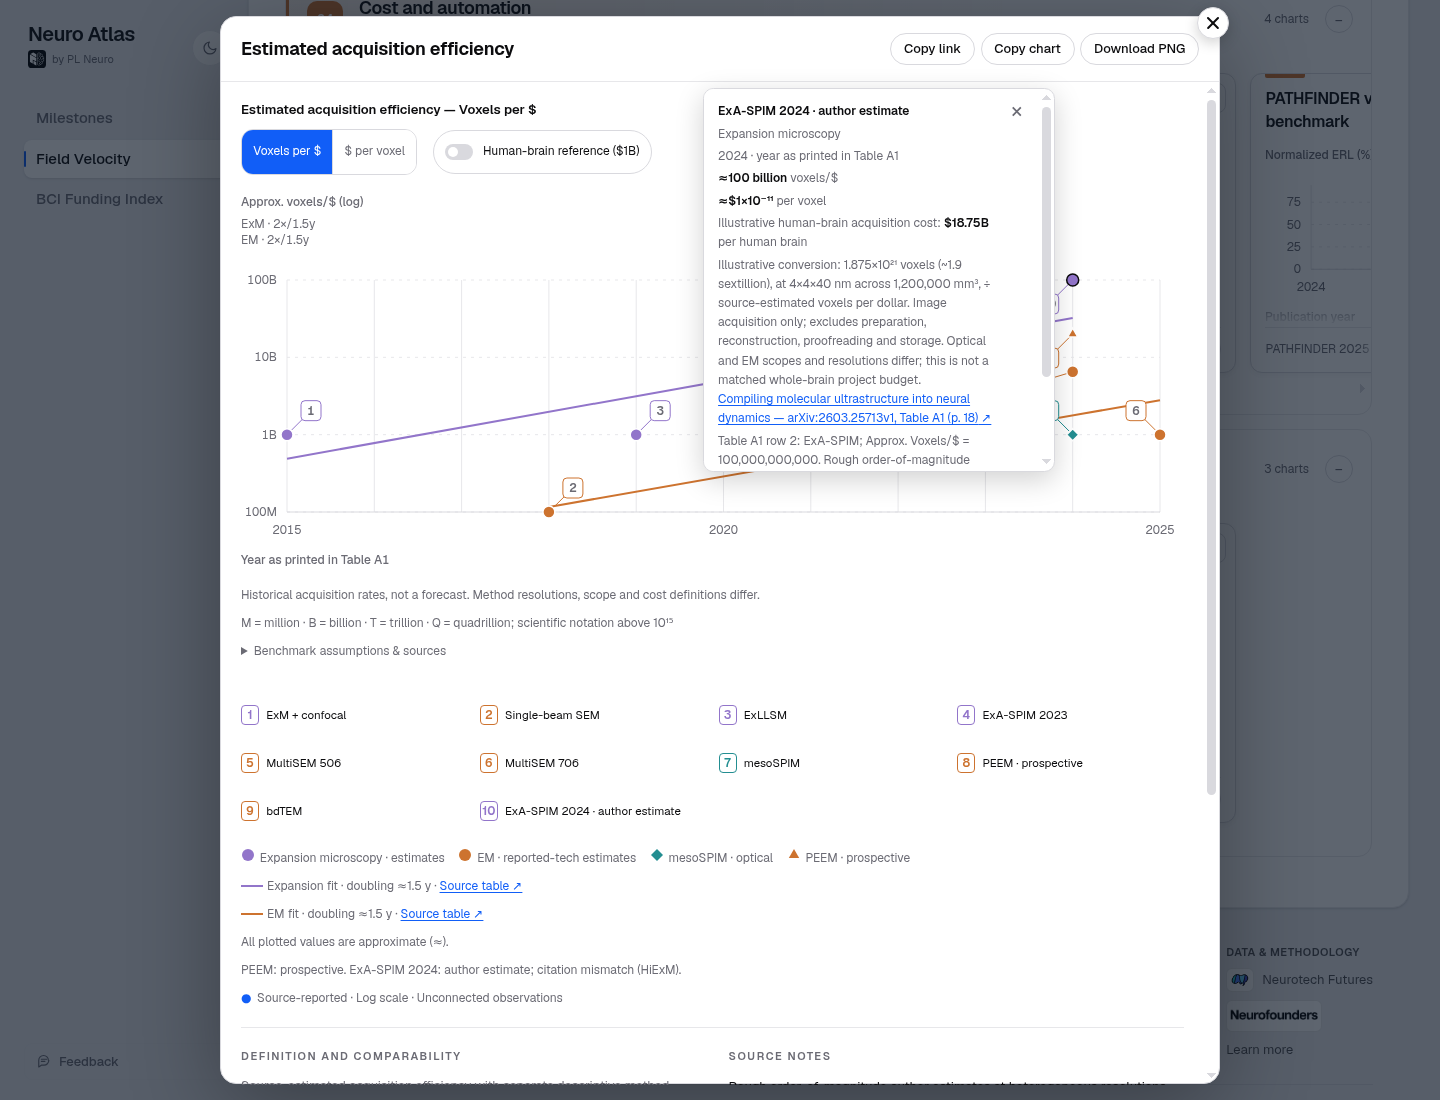 Neuro Atlas
by PL Neuro
Milestones
Field Velocity
BCI Funding Index
Feedback
Cost and automation
4 charts
Estimated acquisition efficiency
Copy link
Copy chart
Download PNG
Estimated acquisition efficiency — Voxels per $
Voxels per $
$ per voxel
Human-brain reference ($1B)
Approx. voxels/$ (log)
ExM · 2×/1.5y
EM · 2×/1.5y
100B
10B
1B
100M
1
2
3
6
2015
2020
2025
Year as printed in Table A1
ExA-SPIM 2024 · author estimate
Expansion microscopy
2024 · year as printed in Table A1
≈100 billion voxels/$
≈$1×10⁻¹¹ per voxel
Illustrative human-brain acquisition cost: $18.75B
per human brain
Illustrative conversion: 1.875×10²¹ voxels (~1.9
sextillion), at 4×4×40 nm across 1,200,000 mm³, ÷
source-estimated voxels per dollar. Image
acquisition only; excludes preparation,
reconstruction, proofreading and storage. Optical
and EM scopes and resolutions differ; this is not a
matched whole-brain project budget.
Compiling molecular ultrastructure into neural
dynamics — arXiv:2603.25713v1, Table A1 (p. 18) ↗
Table A1 row 2: ExA-SPIM; Approx. Voxels/$ =
100,000,000,000. Rough order-of-magnitude
Historical acquisition rates, not a forecast. Method resolutions, scope and cost definitions differ.
M = million · B = billion · T = trillion · Q = quadrillion; scientific notation above 10¹⁵
Benchmark assumptions & sources
1 ExM + confocal
2 Single-beam SEM
3 ExLLSM
4 ExA-SPIM 2023
5 MultiSEM 506
6 MultiSEM 706
7 mesoSPIM
8 PEEM · prospective
9 bdTEM
10 ExA-SPIM 2024 · author estimate
Expansion microscopy · estimates
EM · reported-tech estimates
mesoSPIM · optical
PEEM · prospective
Expansion fit · doubling ≈1.5 y · Source table ↗
EM fit · doubling ≈1.5 y · Source table ↗
All plotted values are approximate (≈).
PEEM: prospective. ExA-SPIM 2024: author estimate; citation mismatch (HiExM).
Source-reported · Log scale · Unconnected observations
DEFINITION AND COMPARABILITY
SOURCE NOTES
PATHFINDER
benchmark
Normalized ERL (%
75
50
25
0
2024
Publication year
PATHFINDER 2025
3 charts
DATA & METHODOLOGY
Neurotech Futures
Neurofounders
Learn more